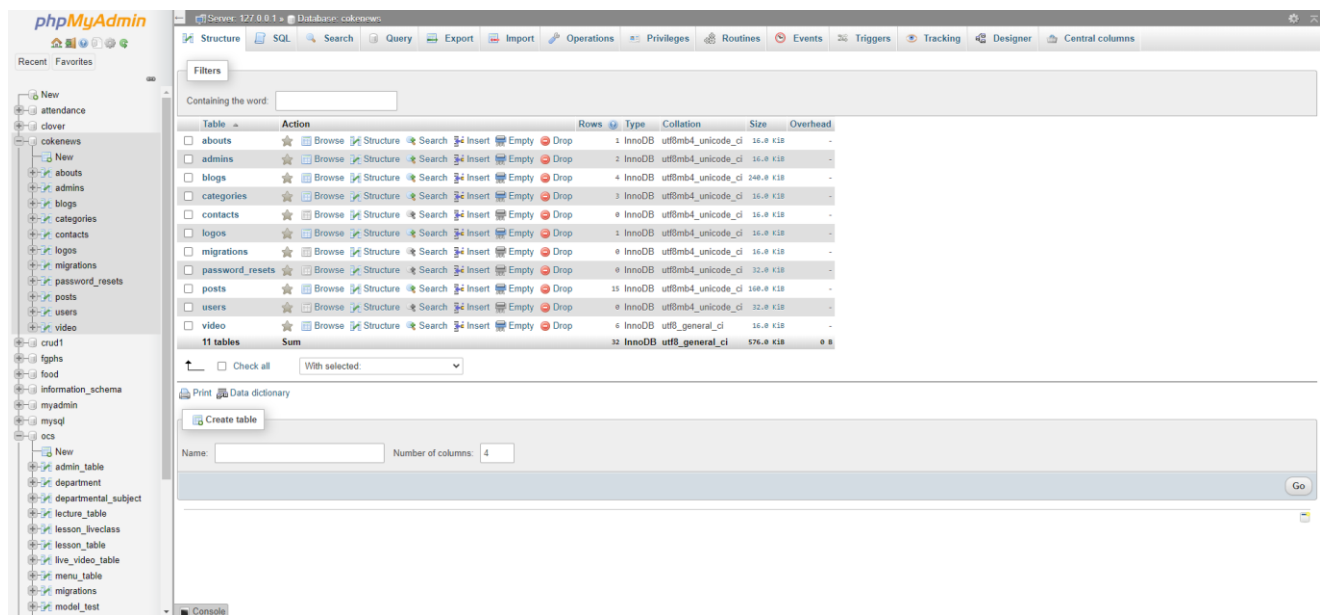 phpMyAdmin
Recent Favorites
New
attendance
clover
cokenews
New
abouts
admins
blogs
categories
contacts
logos
migrations
password_resets
posts
users
video
crud1
fgphs
food
information_schema
myadmin
mysql
ocs
New
admin_table
department
departmental_subject
lecture_table
lesson_liveclass
lesson_table
live_video_table
menu_table
migrations
model_test
Server: 127.0.0.1 » Database: cokenews
Structure SQL Search Query Export Import Operations Privileges Routines Events Triggers Tracking Designer Central columns
Filters
Containing the word:
Table Action Rows Type Collation Size Overhead
abouts Browse Structure Search Insert Empty Drop 1 InnoDB utf8mb4_unicode_ci 16.0 KiB -
admins Browse Structure Search Insert Empty Drop 2 InnoDB utf8mb4_unicode_ci 16.0 KiB -
blogs Browse Structure Search Insert Empty Drop 4 InnoDB utf8mb4_unicode_ci 240.0 KiB -
categories Browse Structure Search Insert Empty Drop 3 InnoDB utf8mb4_unicode_ci 16.0 KiB -
contacts Browse Structure Search Insert Empty Drop 0 InnoDB utf8mb4_unicode_ci 16.0 KiB -
logos Browse Structure Search Insert Empty Drop 1 InnoDB utf8mb4_unicode_ci 16.0 KiB -
migrations Browse Structure Search Insert Empty Drop 0 InnoDB utf8mb4_unicode_ci 16.0 KiB -
password_resets Browse Structure Search Insert Empty Drop 0 InnoDB utf8mb4_unicode_ci 32.0 KiB -
posts Browse Structure Search Insert Empty Drop 15 InnoDB utf8mb4_unicode_ci 160.0 KiB -
users Browse Structure Search Insert Empty Drop 0 InnoDB utf8mb4_unicode_ci 32.0 KiB -
video Browse Structure Search Insert Empty Drop 6 InnoDB utf8_general_ci 16.0 KiB -
11 tables Sum 32 InnoDB utf8_general_ci 576.0 KiB 0 B
Check all With selected:
Print Data dictionary
Create table
Name: Number of columns: 4
Go
Console